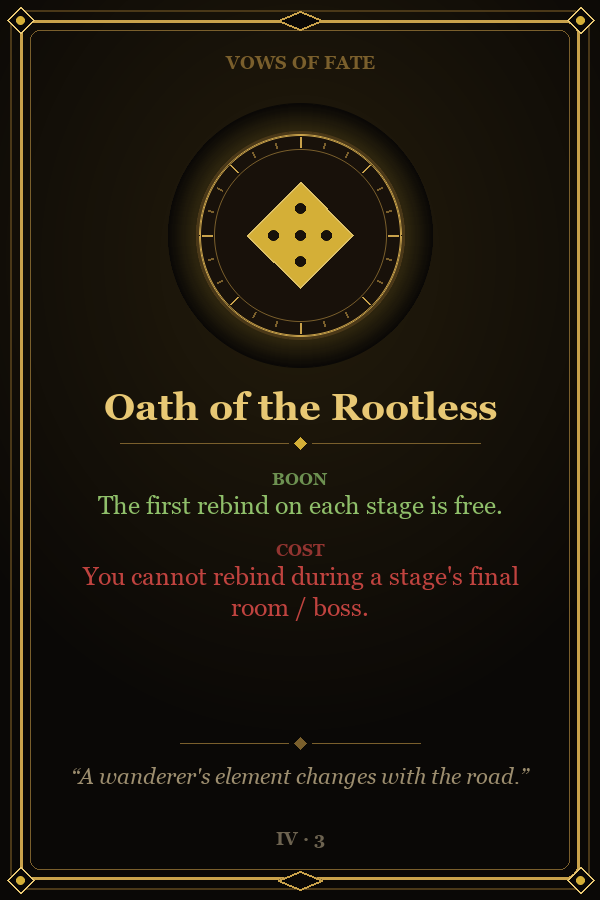 VOWS OF FATE
Oath of the Rootless
BOON
The first rebind on each stage is free.
COST
You cannot rebind during a stage's final
room / boss.
“A wanderer's element changes with the road.”
IV · 3